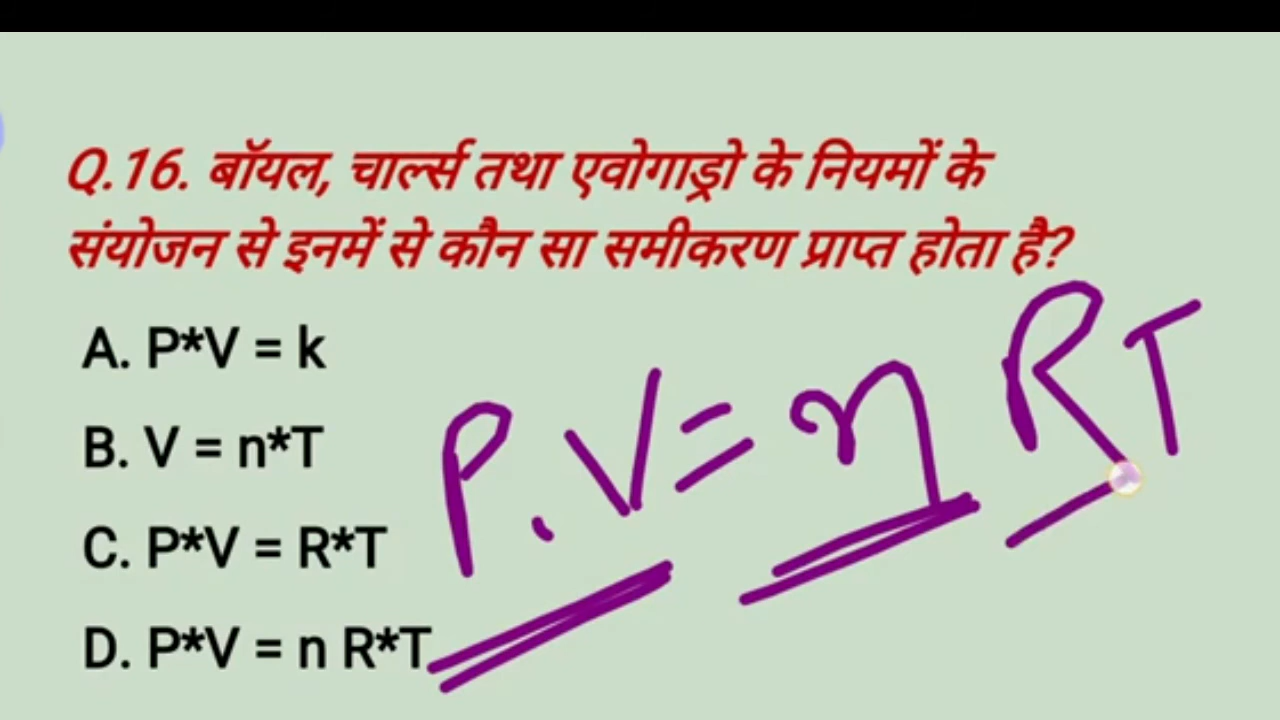 Q.16. बॉयल, चार्ल्स तथा एवोगाड्रो के नियमों के
संयोजन से इनमें से कौन सा समीकरण प्राप्त होता है?
A. P*V = k
B. V = n*T
C. P*V = R*T
D. P*V = n R*T
P.V = n RT